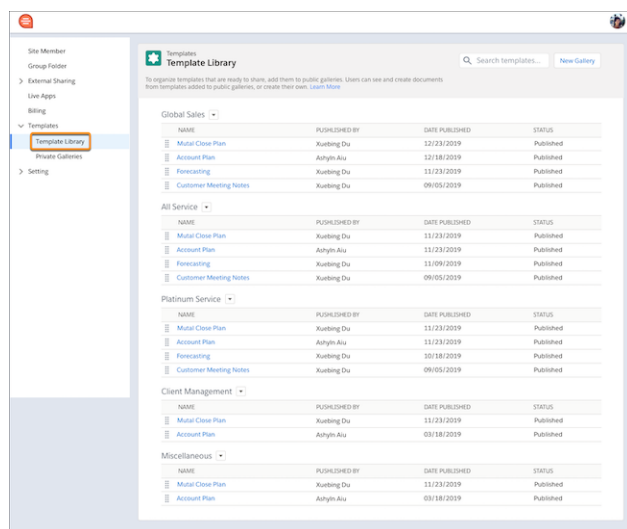 Site Member
Group Folder
External Sharing
Live Apps
Billing
Templates
Template Library
Private Galleries
Setting
Templates
Template Library
Search templates...
New Gallery
To organize templates that are ready to share, add them to public galleries. Users can see and create documents
from templates added to public galleries, or create their own. Learn More
Global Sales
NAME PUSHLISHED BY DATE PUBLISHED STATUS
Mutal Close Plan Xuebing Du 12/23/2019 Published
Account Plan Ashyln Aiu 12/18/2019 Published
Forecasting Xuebing Du 11/23/2019 Published
Customer Meeting Notes Xuebing Du 09/05/2019 Published
All Service
NAME PUSHLISHED BY DATE PUBLISHED STATUS
Mutal Close Plan Xuebing Du 11/23/2019 Published
Account Plan Ashyln Aiu 11/23/2019 Published
Forecasting Xuebing Du 11/09/2019 Published
Customer Meeting Notes Xuebing Du 09/05/2019 Published
Platinum Service
NAME PUSHLISHED BY DATE PUBLISHED STATUS
Mutal Close Plan Xuebing Du 11/23/2019 Published
Account Plan Ashyln Aiu 11/23/2019 Published
Forecasting Xuebing Du 10/18/2019 Published
Customer Meeting Notes Xuebing Du 09/05/2019 Published
Client Management
NAME PUSHLISHED BY DATE PUBLISHED STATUS
Mutal Close Plan Xuebing Du 11/23/2019 Published
Account Plan Ashyln Aiu 03/18/2019 Published
Miscellaneous
NAME PUSHLISHED BY DATE PUBLISHED STATUS
Mutal Close Plan Xuebing Du 11/23/2019 Published
Account Plan Ashyln Aiu 03/18/2019 Published